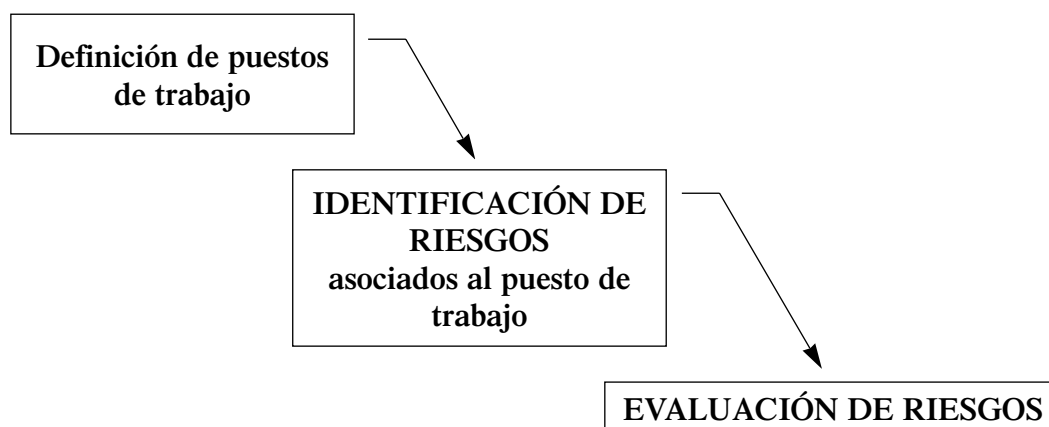 Definición de puestos
de trabajo
IDENTIFICACIÓN DE
RIESGOS
asociados al puesto de
trabajo
EVALUACIÓN DE RIESGOS